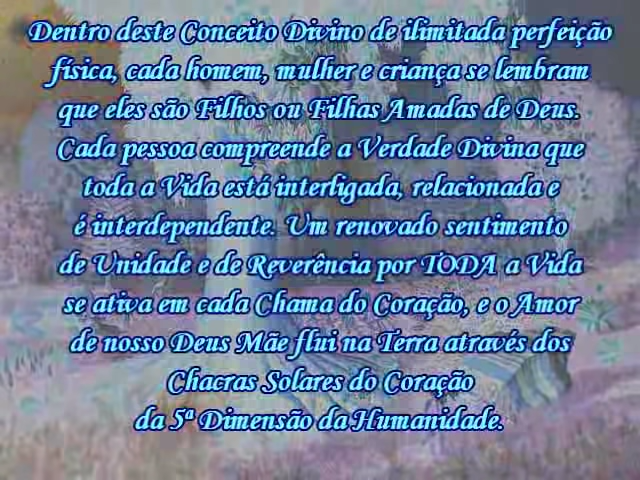 Dentro deste Conceito Divino de ilimitada perfeição
física, cada homem, mulher e criança se lembram
que eles são Filhos ou Filhas Amadas de Deus.
Cada pessoa compreende a Verdade Divina que
toda a Vida está interligada, relacionada e
é interdependente. Um renovado sentimento
de Unidade e de Reverência por TODA a Vida
se ativa em cada Chama do Coração, e o Amor
de nosso Deus Mãe flui na Terra através dos
Chacras Solares do Coração
da 5ª Dimensão da Humanidade.